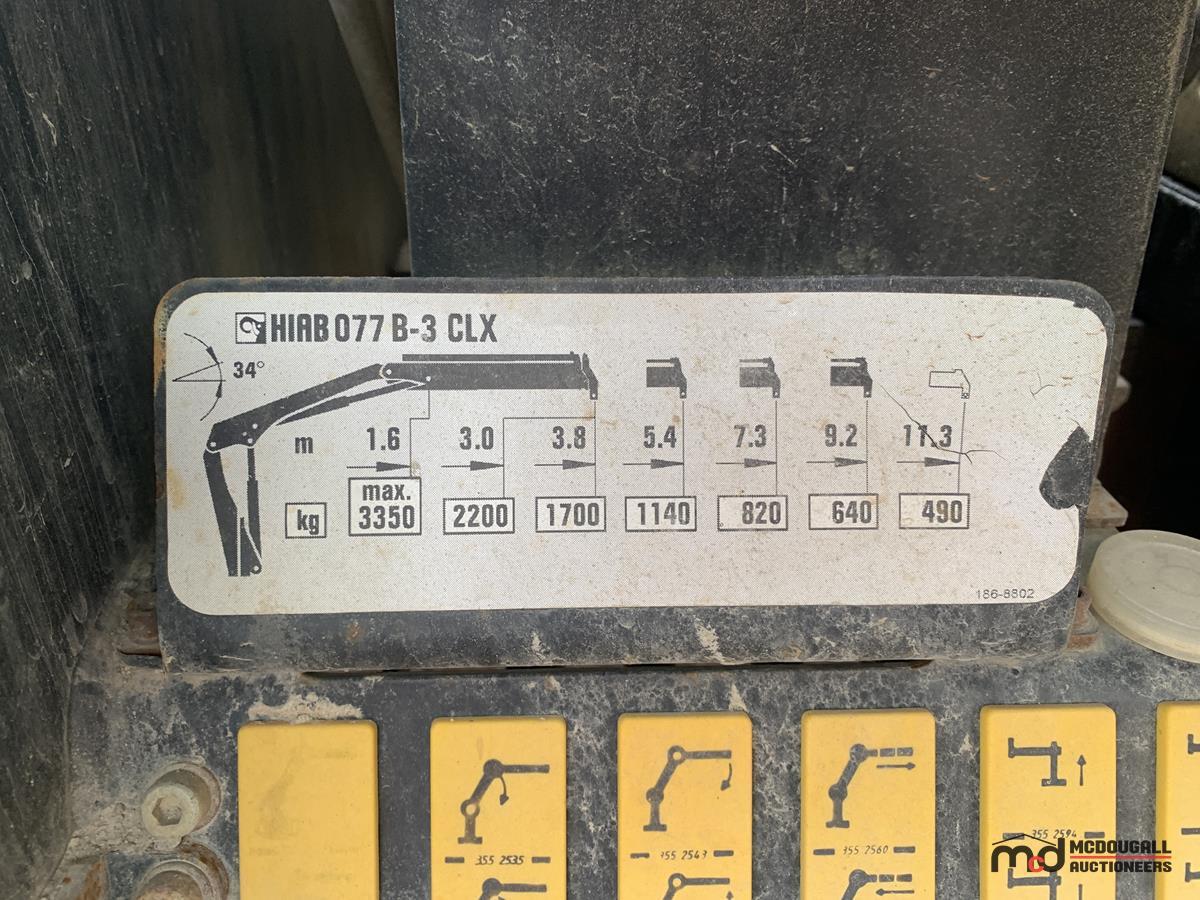 HIAB 077 B-3 CLX
34°
m 1.6 3.0 3.8 5.4 7.3 9.2 11.3
kg max. 3350 2200 1700 1140 820 640 490
186-8802
355 2535 355 2543 355 2560 355 2594
mcd MCDOUGALL
AUCTIONEERS